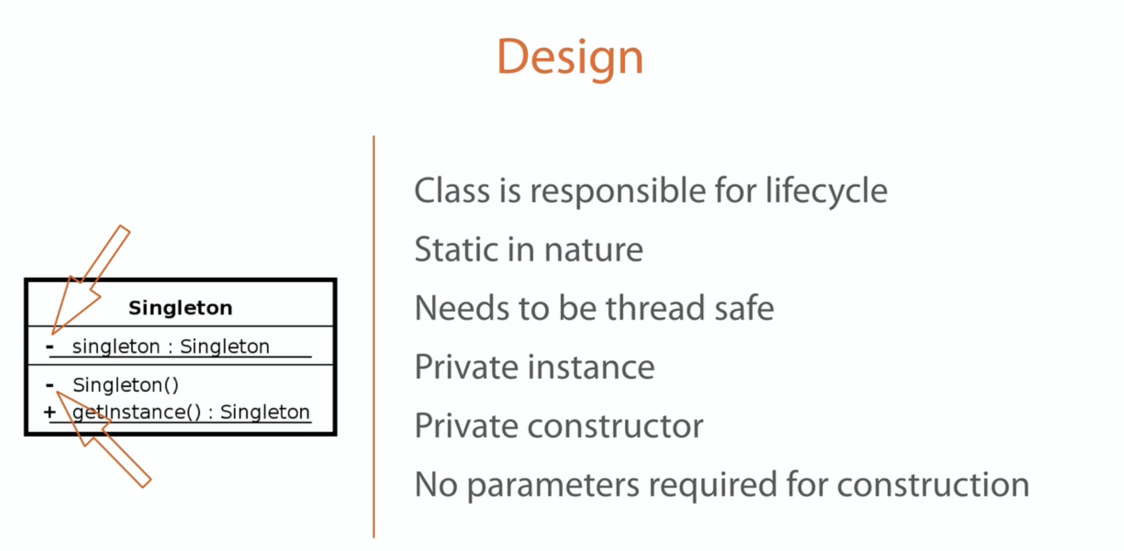 Design
Singleton
- singleton : Singleton
- Singleton()
+ getInstance() : Singleton
Class is responsible for lifecycle
Static in nature
Needs to be thread safe
Private instance
Private constructor
No parameters required for construction